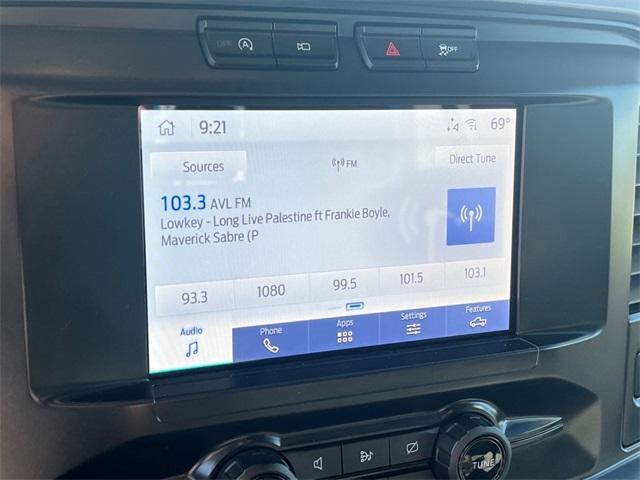 OFF
OFF
9:21
69°
Sources
FM
Direct Tune
103.3 AVL FM
Lowkey - Long Live Palestine ft Frankie Boyle,
Maverick Sabre (P
93.3 1080 99.5 101.5 103.1
Audio Phone Apps Settings Features
TUNE